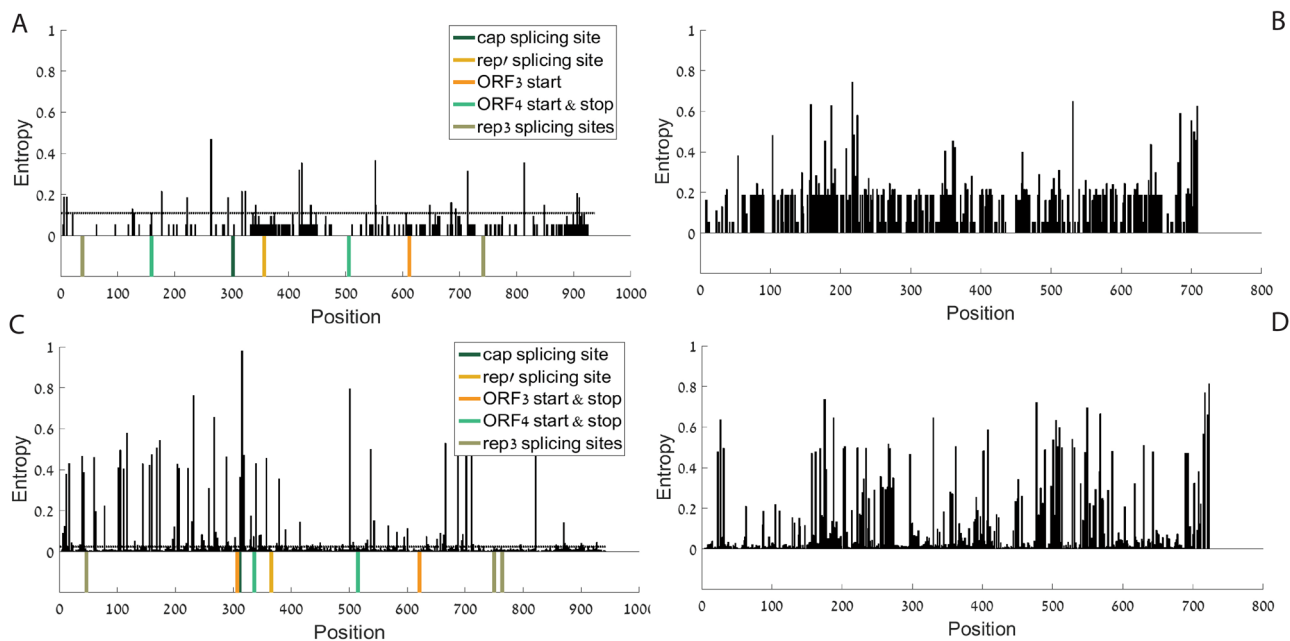 A
1
0.8
0.6
0.4
0.2
0
Entropy
cap splicing site
rep/ splicing site
ORF3 start
ORF4 start & stop
rep3 splicing sites
0 100 200 300 400 500 600 700 800 900 1000
Position
B
1
0.8
0.6
0.4
0.2
0
Entropy
0 100 200 300 400 500 600 700 800
Position
C
1
0.8
0.6
0.4
0.2
0
Entropy
cap splicing site
rep/ splicing site
ORF3 start & stop
ORF4 start & stop
rep3 splicing sites
0 100 200 300 400 500 600 700 800 900 100
Position
D
1
0.8
0.6
0.4
0.2
0
Entropy
0 100 200 300 400 500 600 700 800
Position